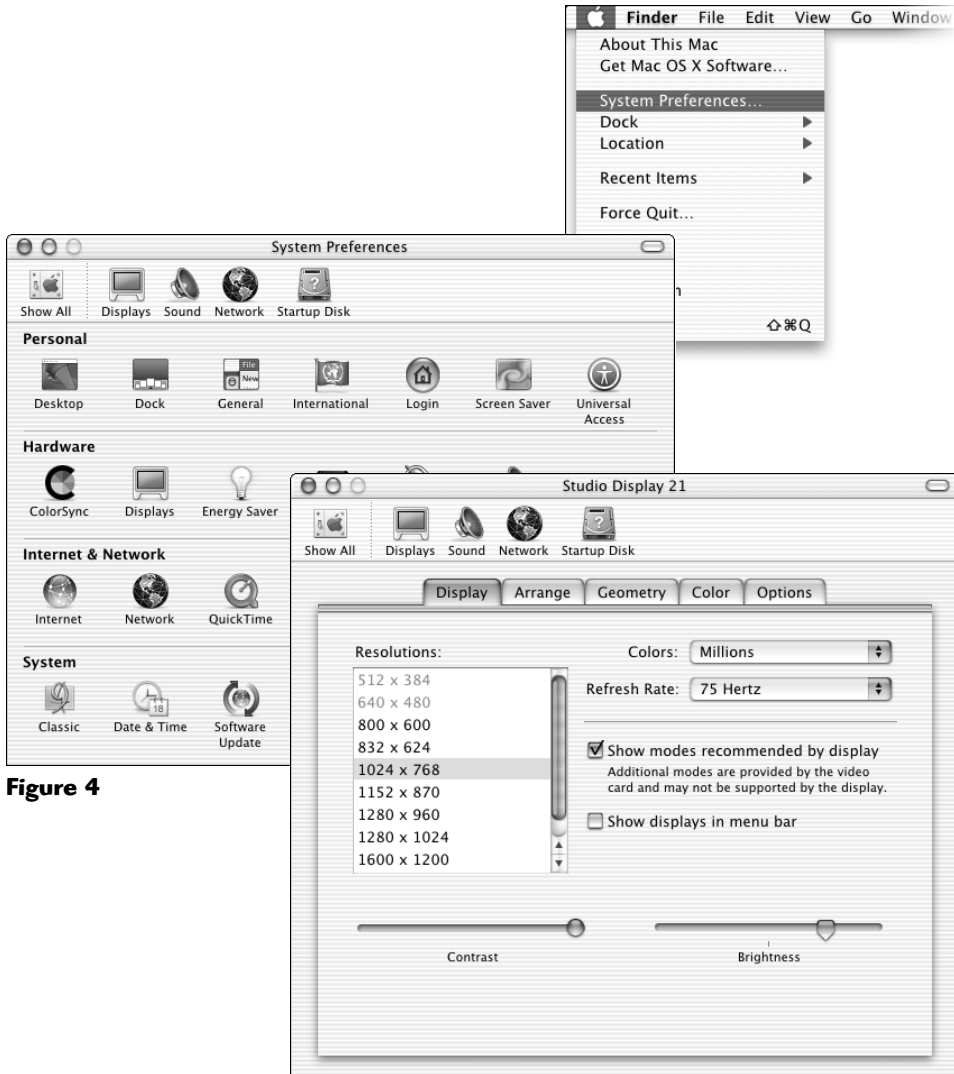 Finder File Edit View Go Window
About This Mac
Get Mac OS X Software...
System Preferences...
Dock
Location
Recent Items
Force Quit...
⇧⌘Q
System Preferences
Show All Displays Sound Network Startup Disk
Personal
Desktop Dock General International Login Screen Saver Universal Access
Hardware
ColorSync Displays Energy Saver
Internet & Network
Internet Network QuickTime
System
Classic Date & Time Software Update
Figure 4
Studio Display 21
Show All Displays Sound Network Startup Disk
Display Arrange Geometry Color Options
Resolutions:
512 x 384
640 x 480
800 x 600
832 x 624
1024 x 768
1152 x 870
1280 x 960
1280 x 1024
1600 x 1200
Colors: Millions
Refresh Rate: 75 Hertz
Show modes recommended by display
Additional modes are provided by the video
card and may not be supported by the display.
Show displays in menu bar
Contrast
Brightness